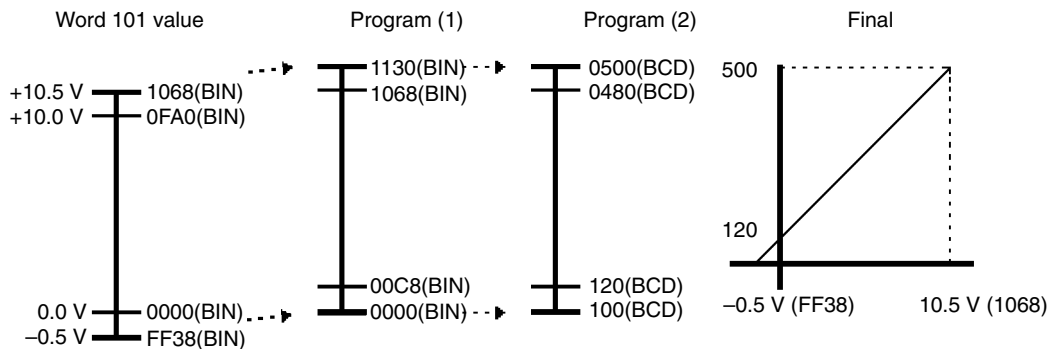 Word 101 value
Program (1)
Program (2)
Final
+10.5 V
1068(BIN)
+10.0 V
0FA0(BIN)
0.0 V
0000(BIN)
–0.5 V
FF38(BIN)
1130(BIN)
1068(BIN)
00C8(BIN)
0000(BIN)
0500(BCD)
0480(BCD)
120(BCD)
100(BCD)
500
120
–0.5 V (FF38)
10.5 V (1068)